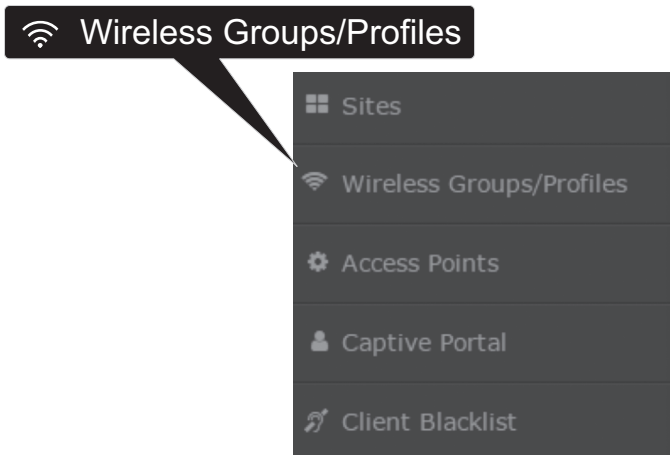 Wireless Groups/Profiles
Sites
Wireless Groups/Profiles
Access Points
Captive Portal
Client Blacklist